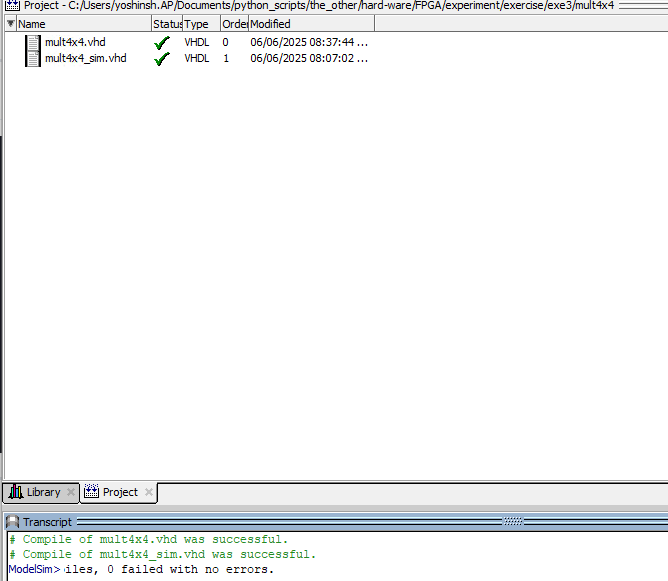 Project - C:/Users/yoshinsh.AP/Documents/python_scripts/the_other/hard-ware/FPGA/experiment/exercise/exe3/mult4x4
Name Status Type Order Modified
mult4x4.vhd VHDL 0 06/06/2025 08:37:44 ...
mult4x4_sim.vhd VHDL 1 06/06/2025 08:07:02 ...
Library Project
Transcript
# Compile of mult4x4.vhd was successful.
# Compile of mult4x4_sim.vhd was successful.
ModelSim> iles, 0 failed with no errors.